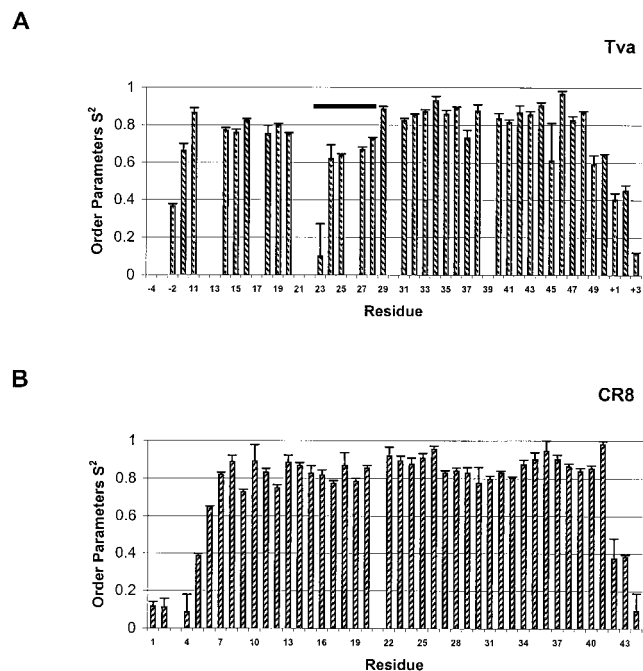 A
Tva
Order Parameters S²
1
0.8
0.6
0.4
0.2
0
-4 -2 11 13 15 17 19 21 23 25 27 29 31 33 35 37 39 41 43 45 47 49 +1 +3
Residue
B
CR8
Order Parameters S²
1
0.8
0.6
0.4
0.2
0
1 4 7 10 13 16 19 22 25 28 31 34 37 40 43
Residue